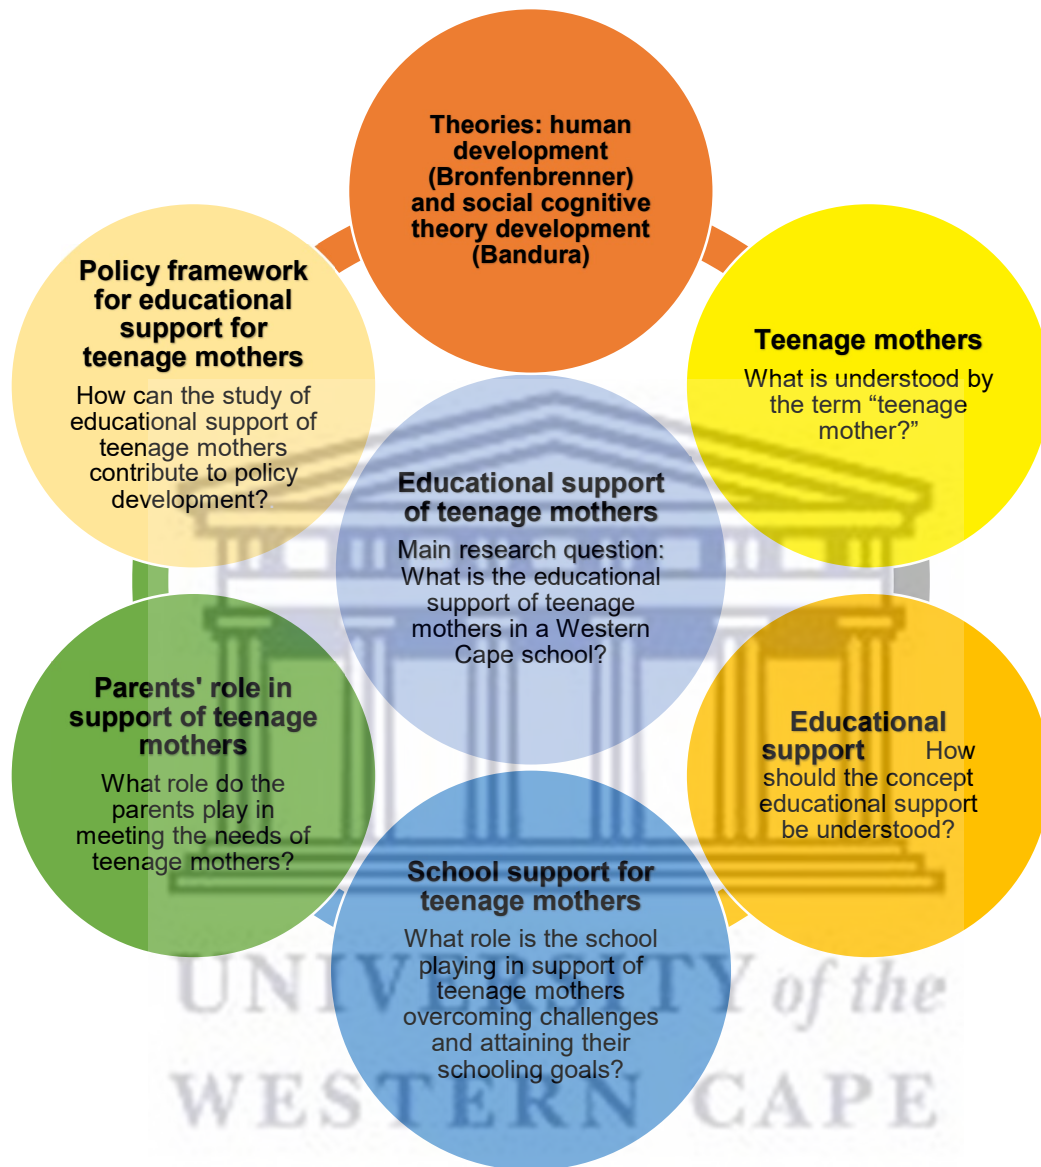 Theories: human
development
(Bronfenbrenner)
and social cognitive
theory development
(Bandura)
Teenage mothers
What is understood by
the term “teenage
mother?”
Educational
support How
should the concept
educational support
be understood?
School support for
teenage mothers
What role is the school
playing in support of
teenage mothers
overcoming challenges
and attaining their
schooling goals?
Parents' role in
support of teenage
mothers
What role do the
parents play in
meeting the needs of
teenage mothers?
Policy framework
for educational
support for
teenage mothers
How can the study of
educational support of
teenage mothers
contribute to policy
development?
Educational support
of teenage mothers
Main research question:
What is the educational
support of teenage
mothers in a Western
Cape school?
UNIVERSITY of the
WESTERN CAPE